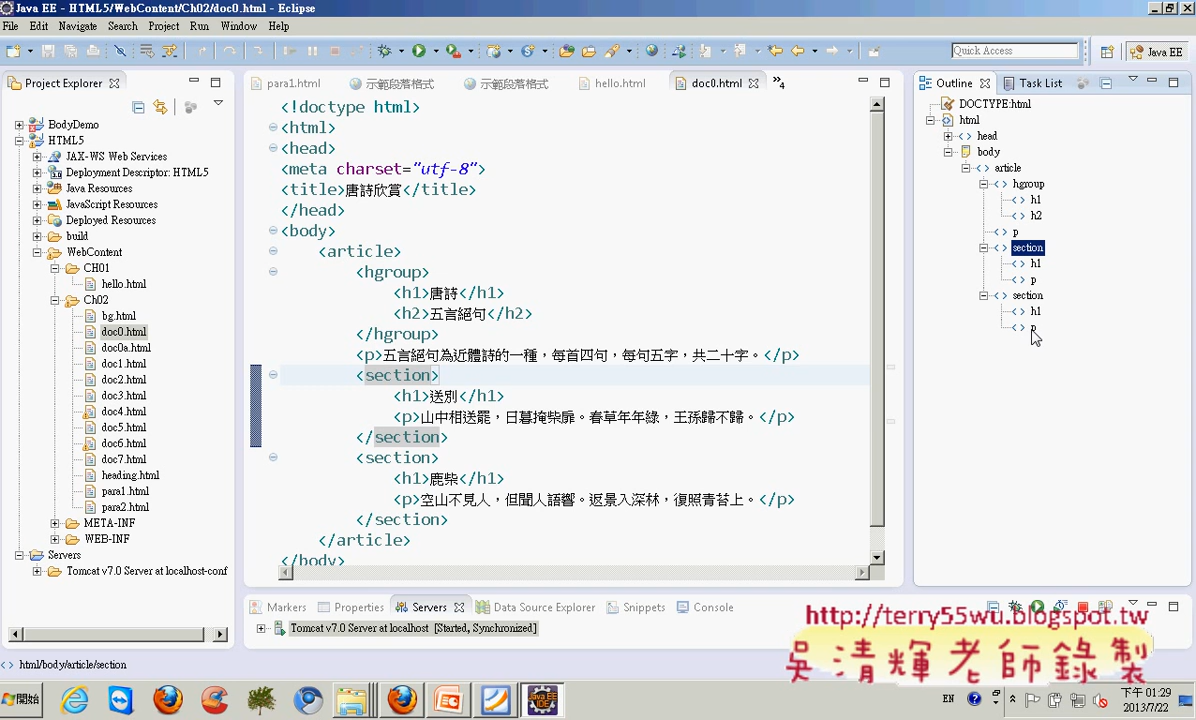 Java EE - HTML5/WebContent/Ch02/doc0.html - Eclipse
File Edit Navigate Search Project Run Window Help
Quick Access
Java EE
Project Explorer
BodyDemo
HTML5
JAX-WS Web Services
Deployment Descriptor: HTML5
Java Resources
JavaScript Resources
Deployed Resources
build
WebContent
CH01
hello.html
Ch02
bg.html
doc0.html
doc0a.html
doc1.html
doc2.html
doc3.html
doc4.html
doc5.html
doc6.html
doc7.html
heading.html
para1.html
para2.html
META-INF
WEB-INF
Servers
Tomcat v7.0 Server at localhost-conf
para1.html 示範段落格式 示範段落格式 hello.html doc0.html »4
<!doctype html>
<html>
<head>
<meta charset="utf-8">
<title>唐詩欣賞</title>
</head>
<body>
<article>
<hgroup>
<h1>唐詩</h1>
<h2>五言絕句</h2>
</hgroup>
<p>五言絕句為近體詩的一種，每首四句，每句五字，共二十字。</p>
<section>
<h1>送別</h1>
<p>山中相送罷，日暮掩柴扉。春草年年綠，王孫歸不歸。</p>
</section>
<section>
<h1>鹿柴</h1>
<p>空山不見人，但聞人語響。返景入深林，復照青苔上。</p>
</section>
</article>
</body>
Outline Task List
DOCTYPE:html
html
head
body
article
hgroup
h1
h2
p
section
h1
p
section
h1
p
Markers Properties Servers Data Source Explorer Snippets Console
Tomcat v7.0 Server at localhost [Started, Synchronized]
http://terry55wu.blogspot.tw
吳清輝老師錄製
html/body/article/section
開始
EN
下午 01:29
2013/7/22